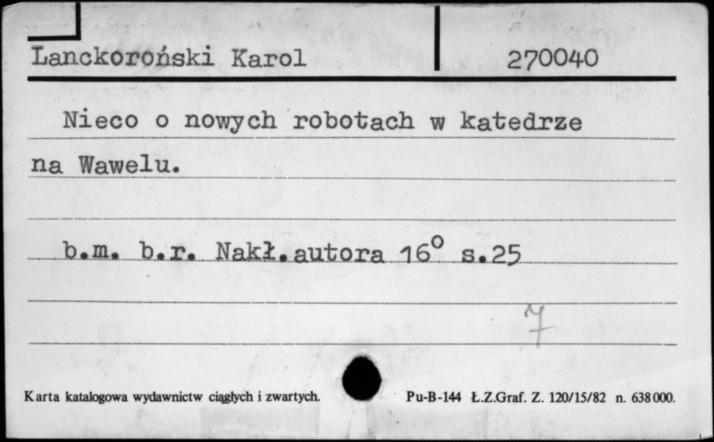 Lanckoroński Karol 270040
Nieco o nowych robotach w katedrze
na Wawelu.
b.m. b.r. Nakł.autora 16° s.25
7
Karta katalogowa wydawnictw ciągłych i zwartych. Pu-B-144 Ł.Z.Graf. Z. 120/15/82 n. 638000.